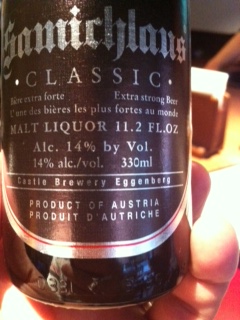 Samichlaus
· CLASSIC ·
Bière extra forte Extra strong Beer
L'une des bières les plus fortes au monde
MALT LIQUOR 11.2 FL.OZ
Alc. 14% by Vol.
14% alc./vol. 330ml
Castle Brewery Eggenberg
PRODUCT OF AUSTRIA
PRODUIT D'AUTRICHE